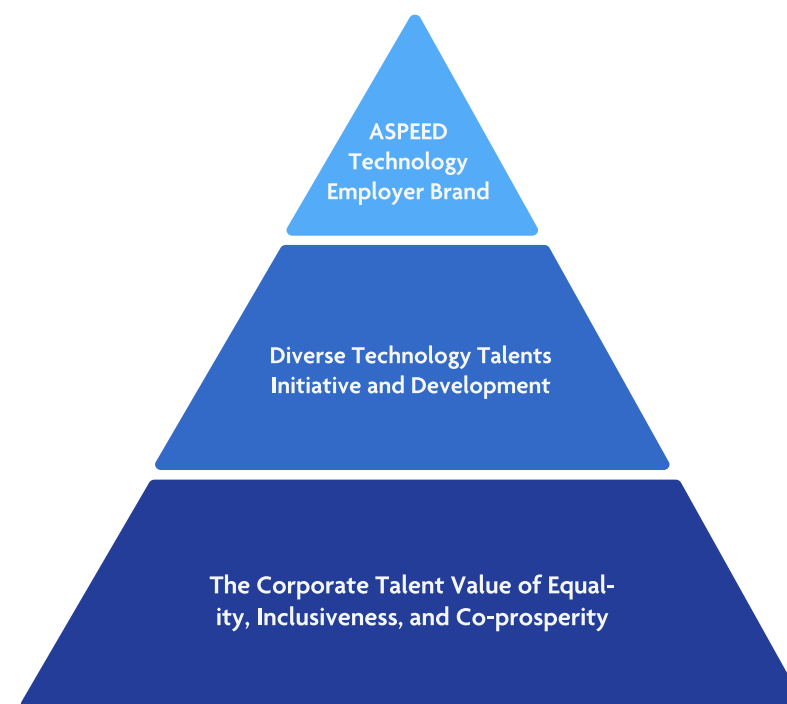 ASPEED
Technology
Employer Brand
Diverse Technology Talents
Initiative and Development
The Corporate Talent Value of Equal-
ity, Inclusiveness, and Co-prosperity